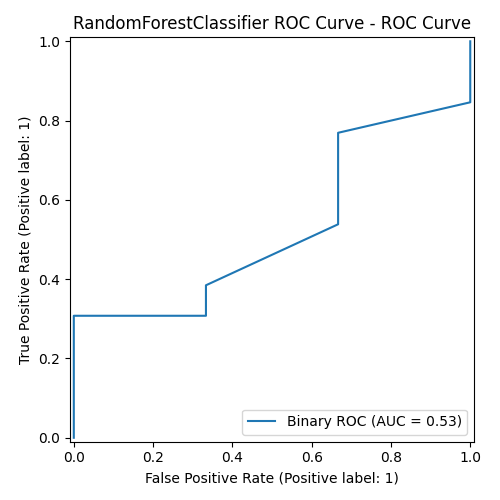 RandomForestClassifier ROC Curve - ROC Curve
1.0
0.8
0.6
0.4
0.2
0.0
True Positive Rate (Positive label: 1)
Binary ROC (AUC = 0.53)
0.0 0.2 0.4 0.6 0.8 1.0
False Positive Rate (Positive label: 1)